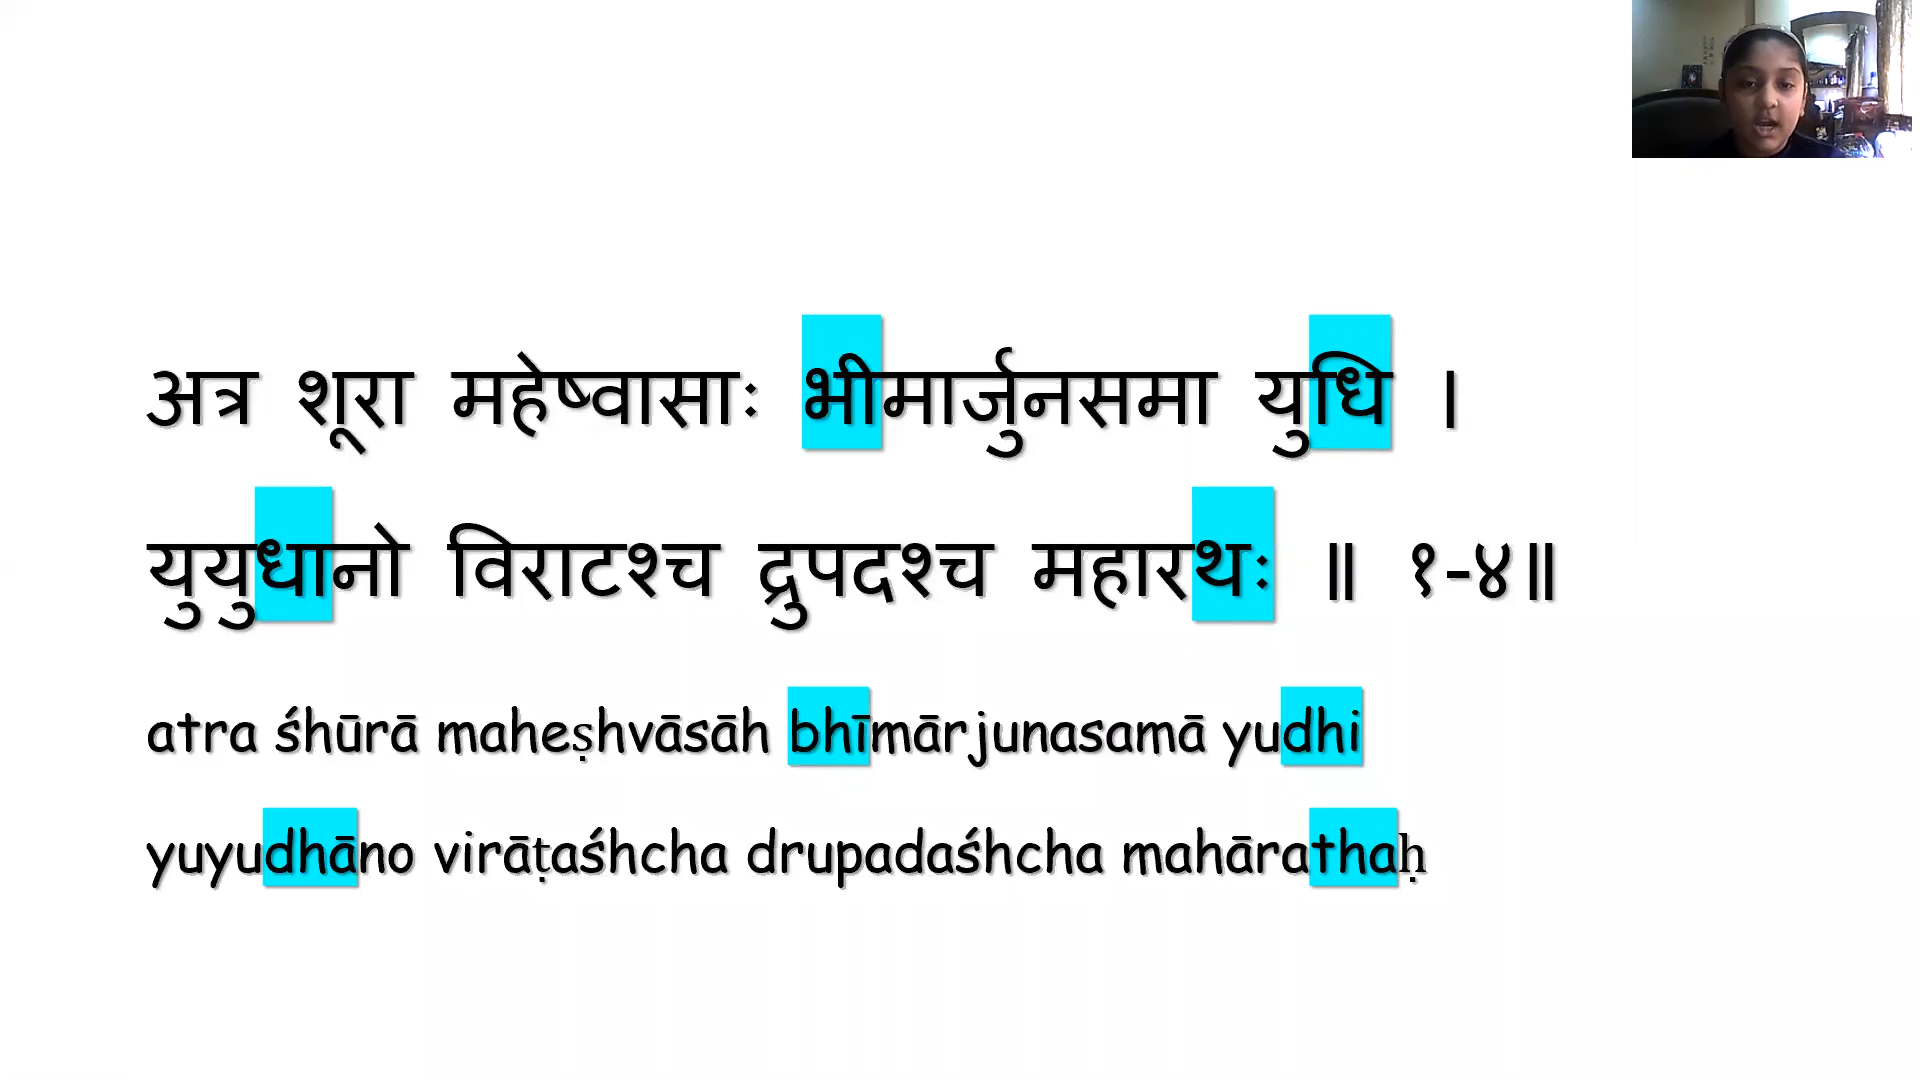 अत्र शूरा महेष्वासाः भीमार्जुनसमा युधि ।
युयुधानो विराटश्च द्रुपदश्च महारथः ॥ १-४॥
atra śhūrā maheṣhvāsāh bhīmārjunasamā yudhi
yuyudhāno virāṭaśhcha drupadaśhcha mahārathaḥ